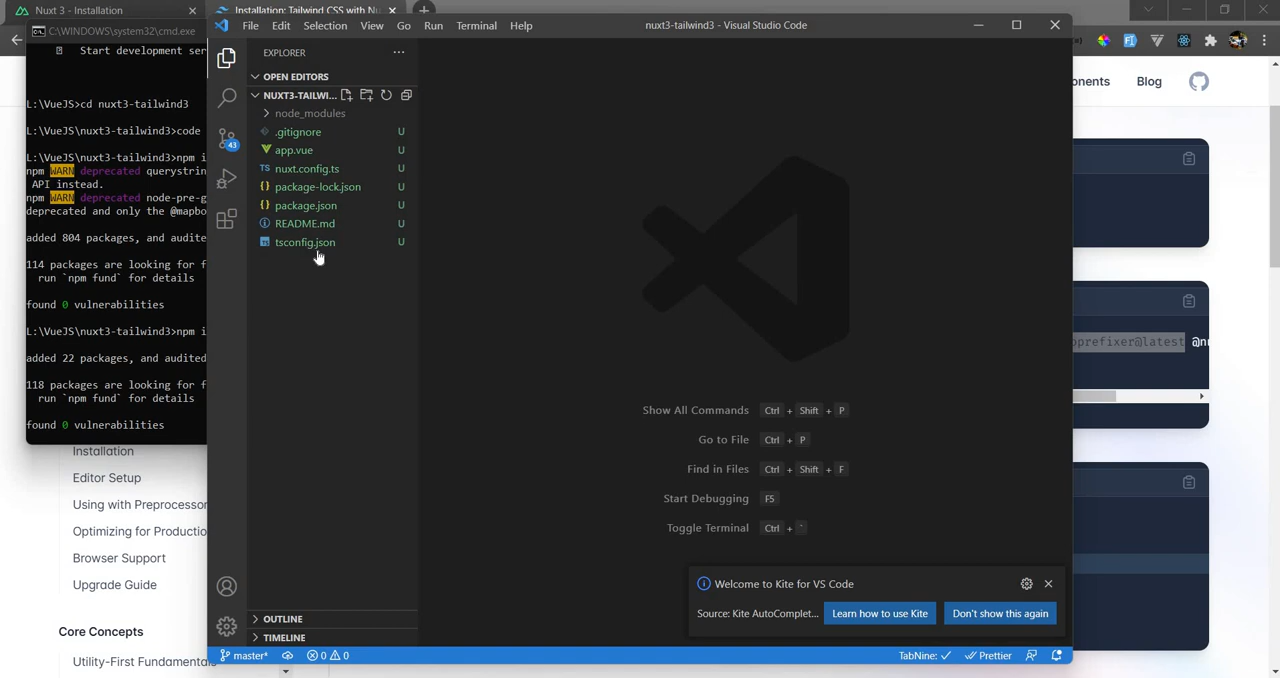 Nuxt 3 - Installation
Installation: Tailwind CSS with Nu
C:\WINDOWS\system32\cmd.exe
Start development ser
L:\VueJS>cd nuxt3-tailwind3
L:\VueJS\nuxt3-tailwind3>code
L:\VueJS\nuxt3-tailwind3>npm i
npm WARN deprecated querystrin
API instead.
npm WARN deprecated node-pre-g
deprecated and only the @mapbo
added 804 packages, and audite
114 packages are looking for f
run `npm fund` for details
found 0 vulnerabilities
L:\VueJS\nuxt3-tailwind3>npm i
added 22 packages, and audited
118 packages are looking for f
run `npm fund` for details
found 0 vulnerabilities
Installation
Editor Setup
Using with Preprocessor
Optimizing for Productio
Browser Support
Upgrade Guide
Core Concepts
Utility-First Fundamentals
File Edit Selection View Go Run Terminal Help
nuxt3-tailwind3 - Visual Studio Code
EXPLORER
OPEN EDITORS
NUXT3-TAILWI...
node_modules
.gitignore U
app.vue U
nuxt.config.ts U
package-lock.json U
package.json U
README.md U
tsconfig.json U
43
OUTLINE
TIMELINE
Show All Commands Ctrl + Shift + P
Go to File Ctrl + P
Find in Files Ctrl + Shift + F
Start Debugging F5
Toggle Terminal Ctrl + `
Welcome to Kite for VS Code
Source: Kite AutoComplet...
Learn how to use Kite
Don't show this again
master* 0 0
TabNine: Prettier
onents Blog
oprefixer@latest @n